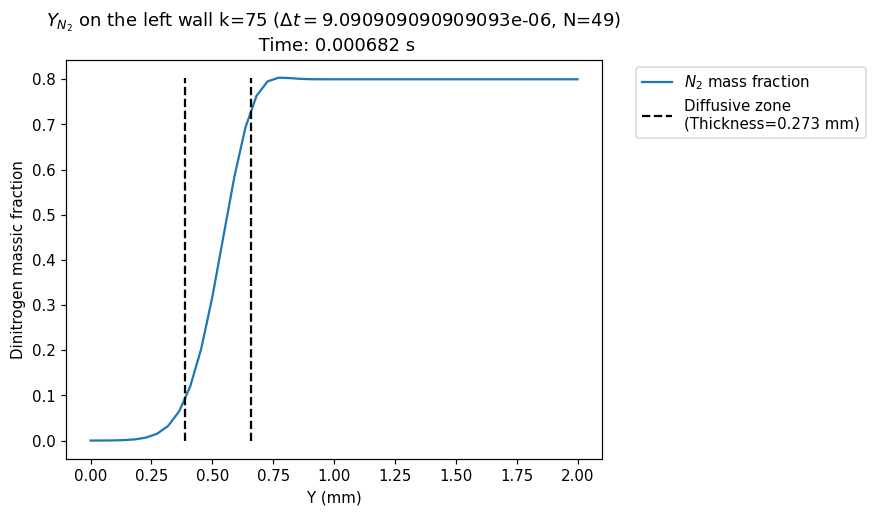 Y_{N_2} on the left wall k=75 (Δt = 9.090909090909093e-06, N=49)
Time: 0.000682 s
N_2 mass fraction
Diffusive zone
(Thickness=0.273 mm)
Dinitrogen massic fraction
0.8
0.7
0.6
0.5
0.4
0.3
0.2
0.1
0.0
0.00 0.25 0.50 0.75 1.00 1.25 1.50 1.75 2.00
Y (mm)